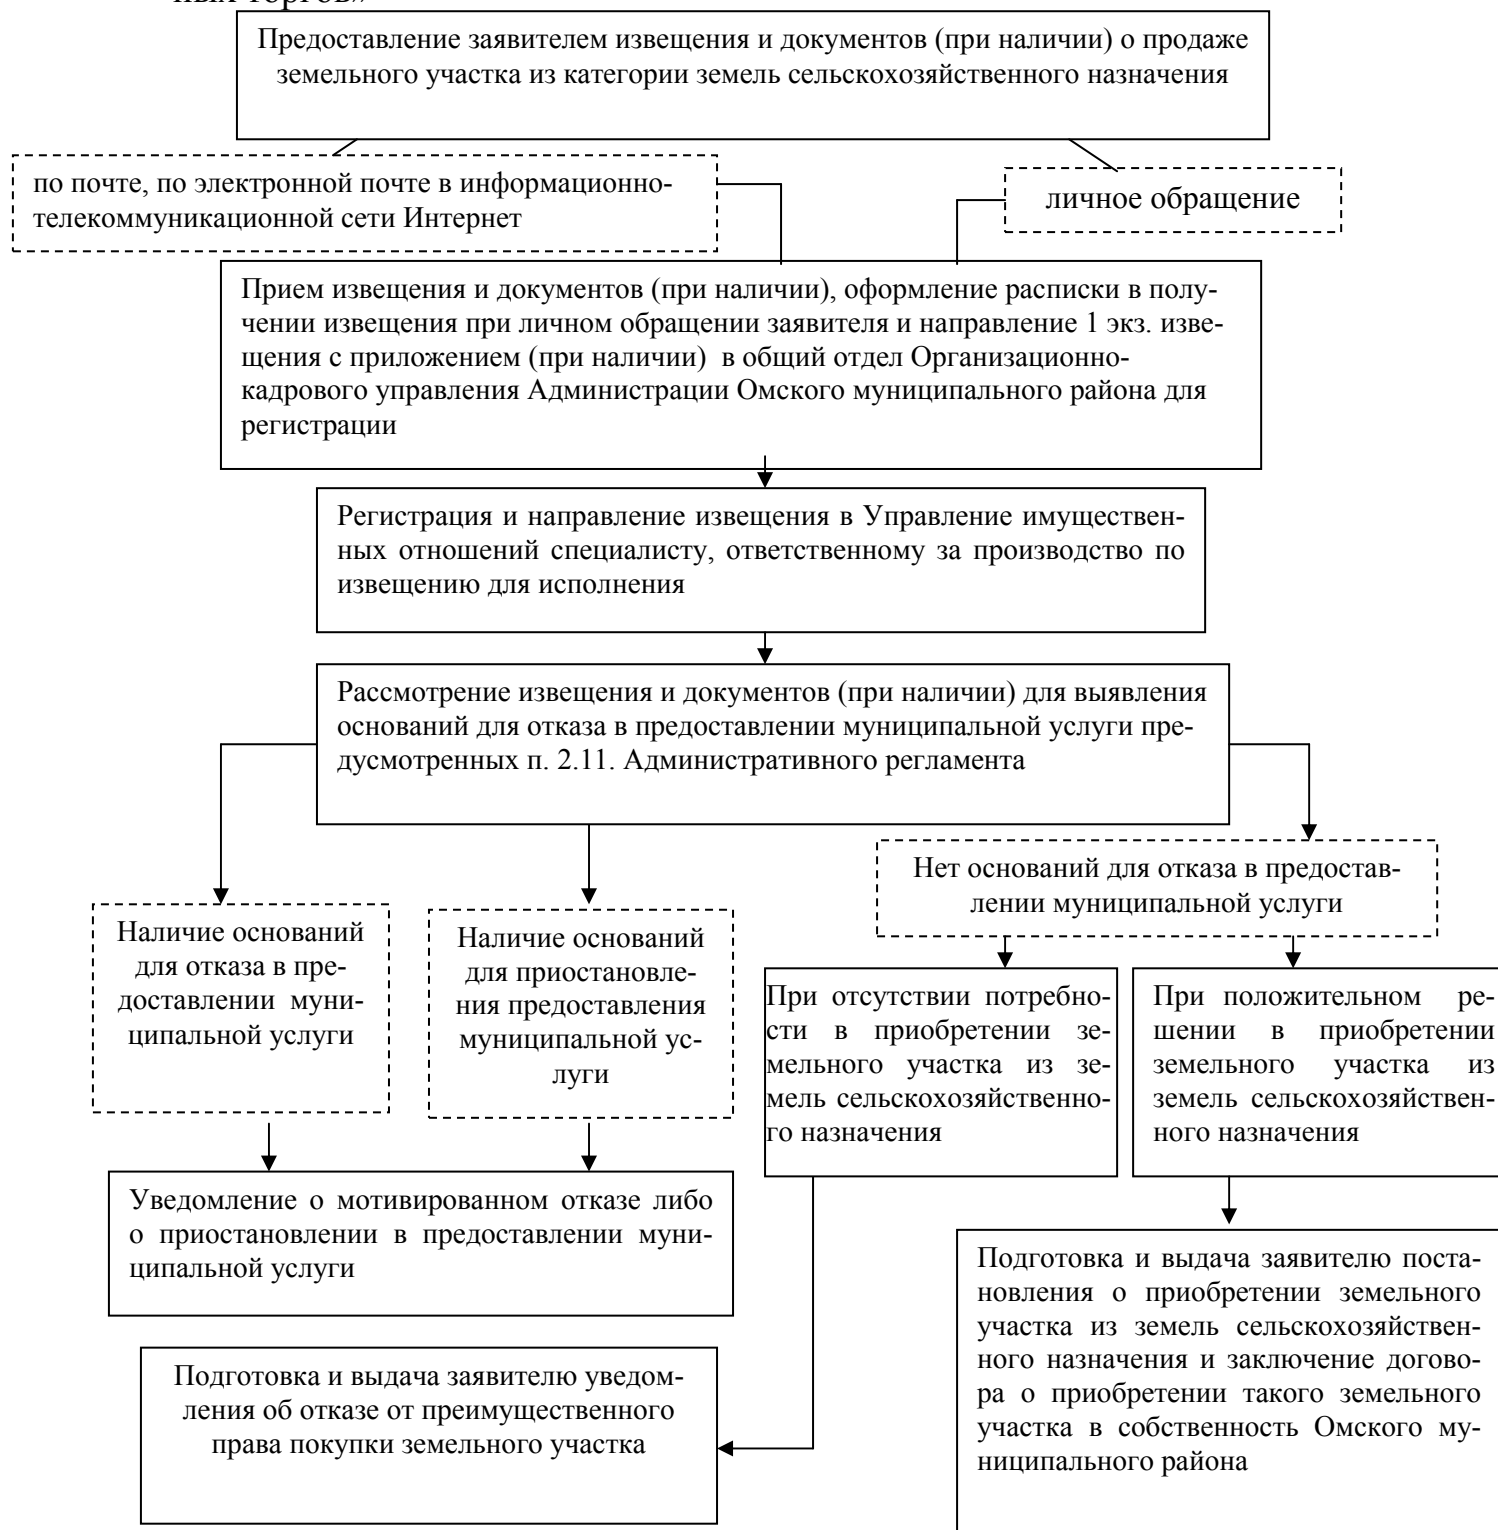 ных торгов»
Предоставление заявителем извещения и документов (при наличии) о продаже
земельного участка из категории земель сельскохозяйственного назначения
по почте, по электронной почте в информационно-
телекоммуникационной сети Интернет
личное обращение
Прием извещения и документов (при наличии), оформление расписки в полу-
чении извещения при личном обращении заявителя и направление 1 экз. изве-
щения с приложением (при наличии) в общий отдел Организационно-
кадрового управления Администрации Омского муниципального района для
регистрации
Регистрация и направление извещения в Управление имуществен-
ных отношений специалисту, ответственному за производство по
извещению для исполнения
Рассмотрение извещения и документов (при наличии) для выявления
оснований для отказа в предоставлении муниципальной услуги пре-
дусмотренных п. 2.11. Административного регламента
Нет оснований для отказа в предостав-
лении муниципальной услуги
Наличие оснований
для отказа в пре-
доставлении муни-
ципальной услуги
Наличие оснований
для приостановле-
ния предоставления
муниципальной ус-
луги
При отсутствии потребно-
сти в приобретении зе-
мельного участка из зе-
мель сельскохозяйственно-
го назначения
При положительном ре-
шении в приобретении
земельного участка из
земель сельскохозяйствен-
ного назначения
Уведомление о мотивированном отказе либо
о приостановлении в предоставлении муни-
ципальной услуги
Подготовка и выдача заявителю поста-
новления о приобретении земельного
участка из земель сельскохозяйствен-
ного назначения и заключение догово-
ра о приобретении такого земельного
участка в собственность Омского му-
ниципального района
Подготовка и выдача заявителю уведом-
ления об отказе от преимущественного
права покупки земельного участка